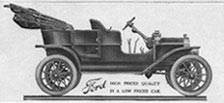 Ford HIGH PRICED QUALITY
IN A LOW PRICED CAR